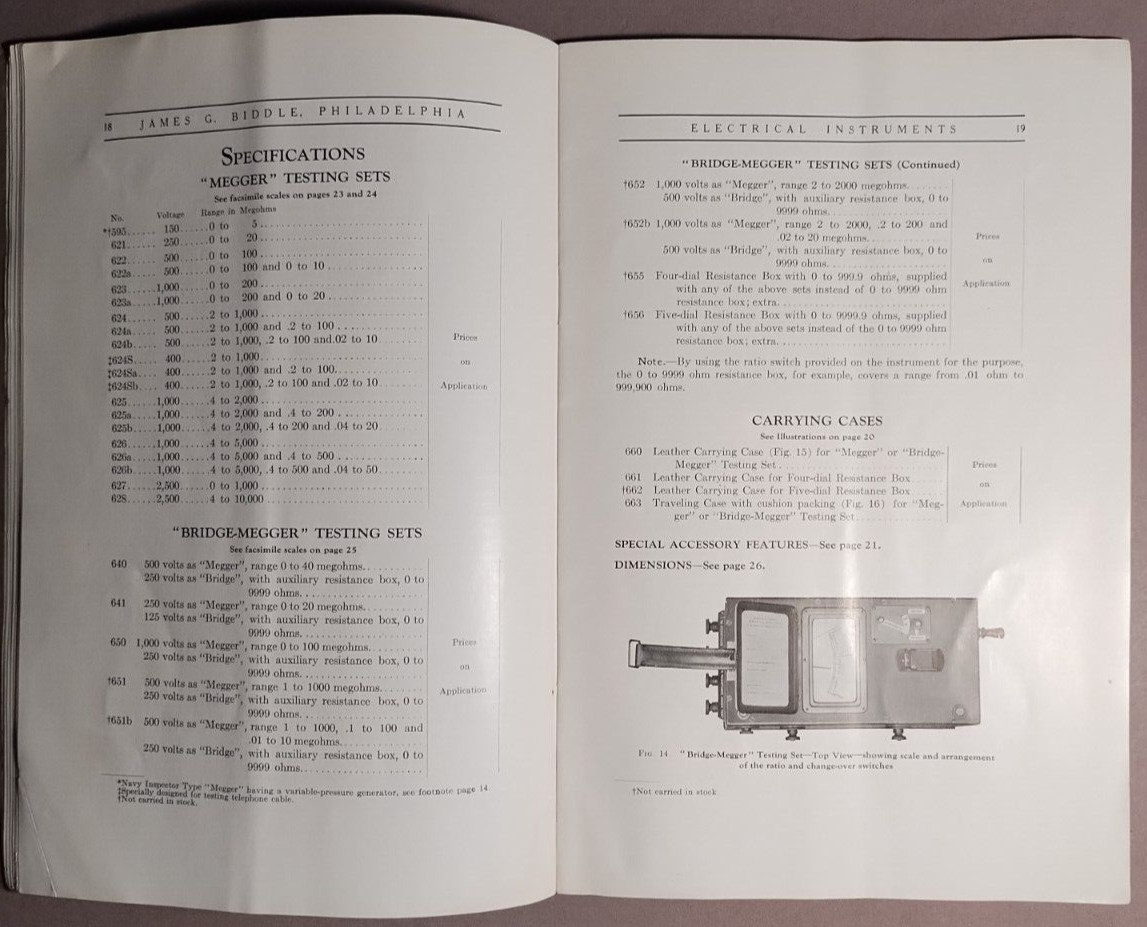 18 JAMES G. BIDDLE, PHILADELPHIA
SPECIFICATIONS
"MEGGER" TESTING SETS
See facsimile scales on pages 23 and 24
No. Voltage Range in Megohms
*†595...... 150......0 to 5
621...... 250......0 to 20
622...... 500......0 to 100
622a..... 500......0 to 100 and 0 to 10
623......1,000......0 to 200
623a.....1,000......0 to 200 and 0 to 20
624...... 500......2 to 1,000
624a..... 500......2 to 1,000 and .2 to 100
624b..... 500......2 to 1,000, .2 to 100 and.02 to 10
‡624S.... 400......2 to 1,000
‡624Sa... 400......2 to 1,000 and .2 to 100
‡624Sb... 400......2 to 1,000, .2 to 100 and .02 to 10
625......1,000......4 to 2,000
625a.....1,000......4 to 2,000 and .4 to 200
625b.....1,000......4 to 2,000, .4 to 200 and .04 to 20
626......1,000......4 to 5,000
626a.....1,000......4 to 5,000 and .4 to 500
626b.....1,000......4 to 5,000, .4 to 500 and .04 to 50
627......2,500......0 to 1,000
628......2,500......4 to 10,000
Prices
on
Application
"BRIDGE-MEGGER" TESTING SETS
See facsimile scales on page 25
640 500 volts as "Megger", range 0 to 40 megohms
250 volts as "Bridge", with auxiliary resistance box, 0 to
9999 ohms
641 250 volts as "Megger", range 0 to 20 megohms
125 volts as "Bridge", with auxiliary resistance box, 0 to
9999 ohms
650 1,000 volts as "Megger", range 0 to 100 megohms
250 volts as "Bridge", with auxiliary resistance box, 0 to
9999 ohms
†651 500 volts as "Megger", range 1 to 1000 megohms
250 volts as "Bridge", with auxiliary resistance box, 0 to
9999 ohms
†651b 500 volts as "Megger", range 1 to 1000, .1 to 100 and
.01 to 10 megohms
250 volts as "Bridge", with auxiliary resistance box, 0 to
9999 ohms
Prices
on
Application
*Navy Inspector Type "Megger" having a variable-pressure generator, see footnote page 14
‡Specially designed for testing telephone cable.
†Not carried in stock.
ELECTRICAL INSTRUMENTS 19
"BRIDGE-MEGGER" TESTING SETS (Continued)
†652 1,000 volts as "Megger", range 2 to 2000 megohms
500 volts as "Bridge", with auxiliary resistance box, 0 to
9999 ohms
†652b 1,000 volts as "Megger", range 2 to 2000, .2 to 200 and
.02 to 20 megohms
500 volts as "Bridge", with auxiliary resistance box, 0 to
9999 ohms
†655 Four-dial Resistance Box with 0 to 999.9 ohms, supplied
with any of the above sets instead of 0 to 9999 ohm
resistance box; extra
†656 Five-dial Resistance Box with 0 to 9999.9 ohms, supplied
with any of the above sets instead of the 0 to 9999 ohm
resistance box; extra
Prices
on
Application
Note.—By using the ratio switch provided on the instrument for the purpose,
the 0 to 9999 ohm resistance box, for example, covers a range from .01 ohm to
999,900 ohms.
CARRYING CASES
See Illustrations on page 20
660 Leather Carrying Case (Fig. 15) for "Megger" or "Bridge-
Megger" Testing Set
661 Leather Carrying Case for Four-dial Resistance Box
†662 Leather Carrying Case for Five-dial Resistance Box
663 Traveling Case with cushion packing (Fig. 16) for "Meg-
ger" or "Bridge-Megger" Testing Set
Prices
on
Application
SPECIAL ACCESSORY FEATURES—See page 21.
DIMENSIONS—See page 26.
FIG 14 "Bridge-Megger" Testing Set—Top View—showing scale and arrangement
of the ratio and change-over switches
†Not carried in stock